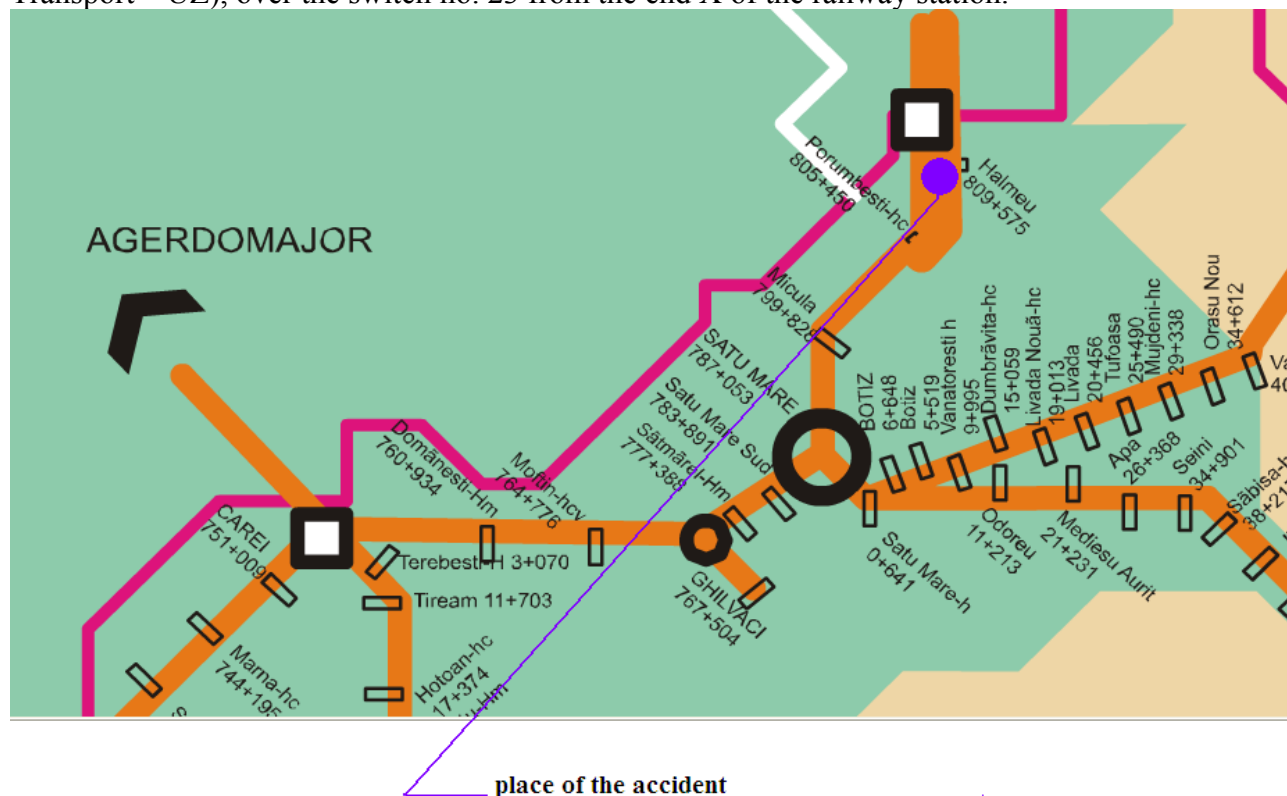 Transport – UZ), over the switch no. 25 from the end X of the railway station.
AGERDOMAJOR
Porumbesti-hc
805+450
Halmeu
809+575
Micula
799+828
SATU MARE
787+053
Satu Mare Sud
783+891
Sătmărel-Hm
777+388
Domănesti-Hm
760+934
Moftin-hcv
764+776
CAREI
751+009
Terebesti-H 3+070
Tiream 11+703
GHILVACI
767+504
Marna-hc
744+195
Hotoan-hc
17+374
BOTIZ
6+648
Botiz
5+519
Vanatoresti h
9+995
Dumbrăvita-hc
15+059
Livada Nouă-hc
19+013
Livada
20+456
Tufoasa
25+490
Mujdeni-hc
29+338
Orasu Nou
34+612
Va
40
Satu Mare-h
0+641
Odoreu
11+213
Mediesu Aurit
21+231
Apa
26+368
Seini
34+901
Săbisa-h
place of the accident